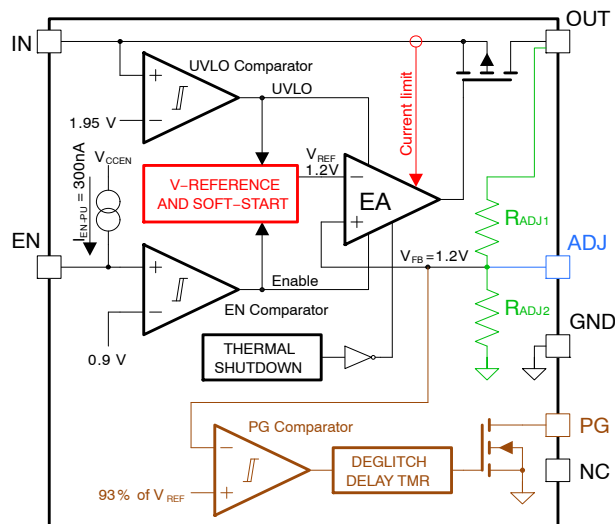 OUT
IN
UVLO Comparator
UVLO
1.95 V
Current limit
VREF
1.2V
IEN-PU = 300nA
VCCEN
V−REFERENCE
AND SOFT−START
EA
RADJ1
EN
ADJ
VFB=1.2V
Enable
EN Comparator
RADJ2
GND
0.9 V
THERMAL
SHUTDOWN
PG Comparator
PG
DEGLITCH
DELAY TMR
NC
93% of VREF